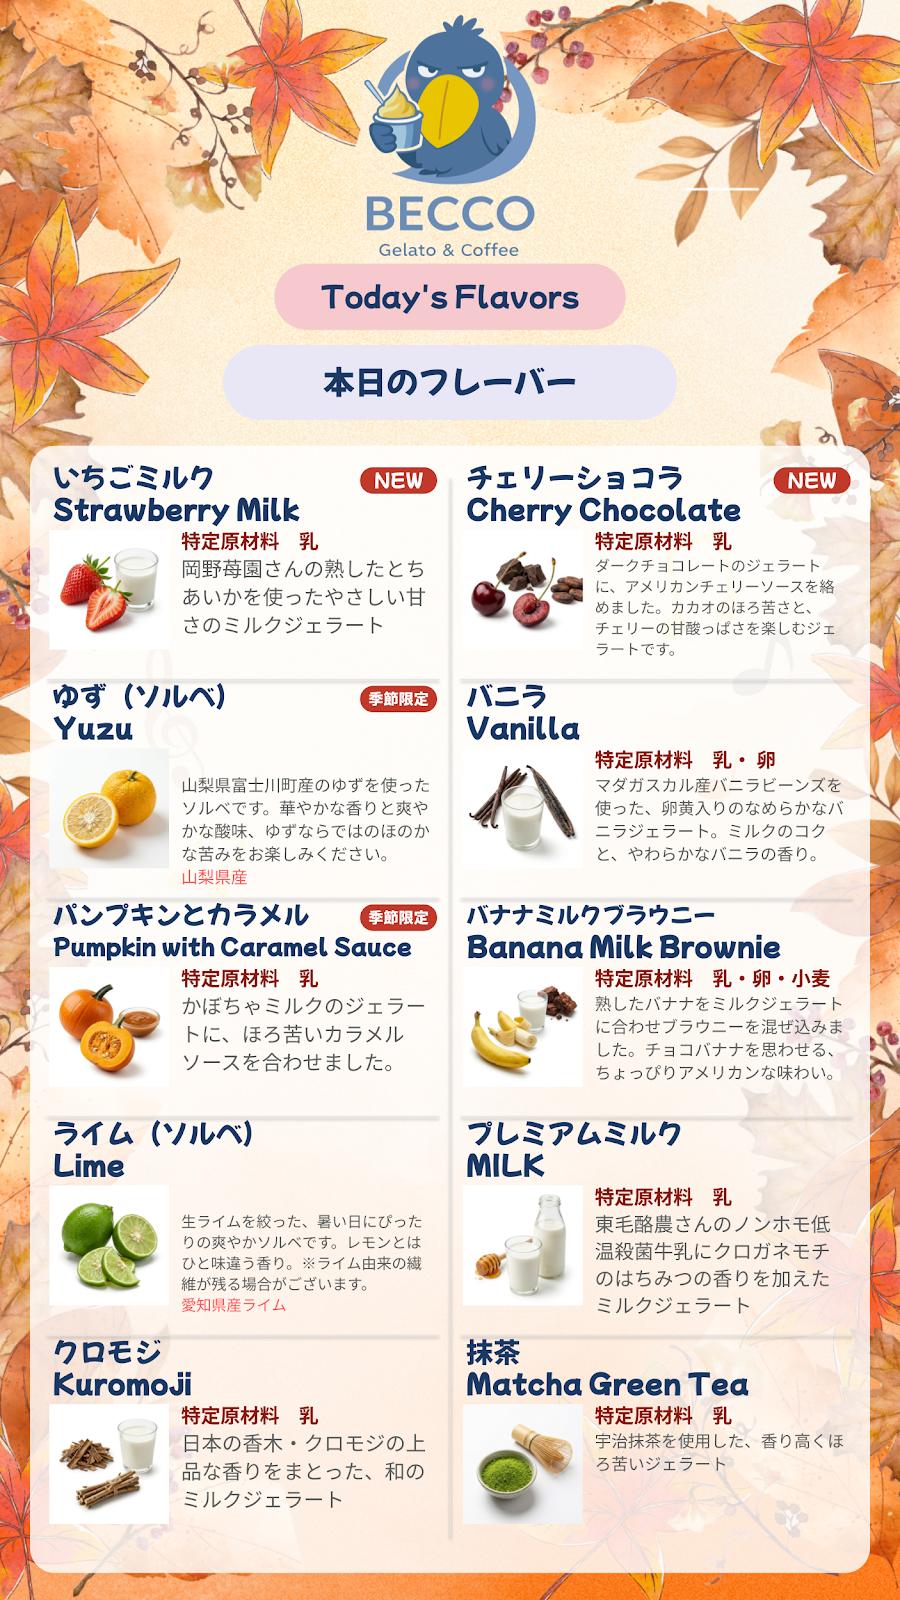 BECCO
Gelato & Coffee
Today's Flavors
本日のフレーバー
いちごミルク
NEW
Strawberry Milk
特定原材料 乳
岡野苺園さんの熟したとち
あいかを使ったやさしい甘
さのミルクジェラート
チェリーショコラ
NEW
Cherry Chocolate
特定原材料 乳
ダークチョコレートのジェラート
に、アメリカンチェリーソースを絡
めました。カカオのほろ苦さと、
チェリーの甘酸っぱさを楽しむジェ
ラートです。
ゆず（ソルベ）
季節限定
Yuzu
山梨県富士川町産のゆずを使った
ソルベです。華やかな香りと爽や
かな酸味、ゆずならではのほのか
な苦みをお楽しみください。
山梨県産
バニラ
Vanilla
特定原材料 乳・ 卵
マダガスカル産バニラビーンズを
使った、卵黄入りのなめらかなバ
ニラジェラート。ミルクのコク
と、やわらかなバニラの香り。
パンプキンとカラメル
季節限定
Pumpkin with Caramel Sauce
特定原材料 乳
かぼちゃミルクのジェラー
トに、ほろ苦いカラメル
ソースを合わせました。
バナナミルクブラウニー
Banana Milk Brownie
特定原材料 乳・卵・小麦
熟したバナナをミルクジェラート
に合わせブラウニーを混ぜ込みま
した。チョコバナナを思わせる、
ちょっぴりアメリカンな味わい。
ライム（ソルベ）
Lime
生ライムを絞った、暑い日にぴった
りの爽やかソルベです。レモンとは
ひと味違う香り。※ライム由来の繊
維が残る場合がございます。
愛知県産ライム
プレミアムミルク
MILK
特定原材料 乳
東毛酪農さんのノンホモ低
温殺菌牛乳にクロガネモチ
のはちみつの香りを加えた
ミルクジェラート
クロモジ
Kuromoji
特定原材料 乳
日本の香木・クロモジの上
品な香りをまとった、和の
ミルクジェラート
抹茶
Matcha Green Tea
特定原材料 乳
宇治抹茶を使用した、香り高くほ
ろ苦いジェラート